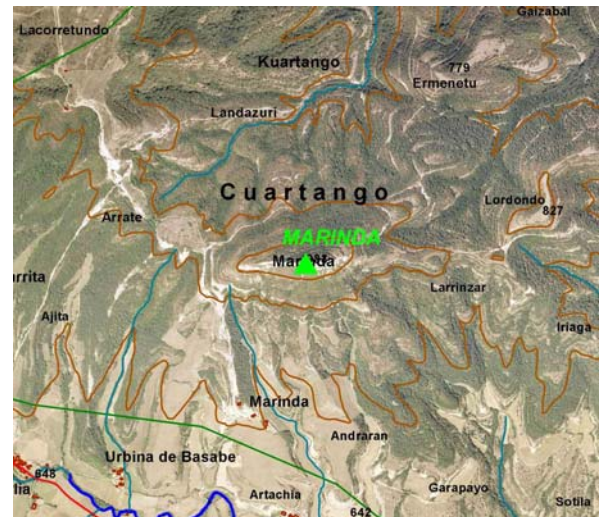 Gaizabal
Lacorretundo
Kuartango
779
Ermenetu
Landazuri
Cuartango
Lordondo
827
Arrate
MARINDA
Larrinzar
Ajita
Iriaga
Marinda
Andraran
Urbina de Basabe
648
Artachia
Garapayo
642
Sotila